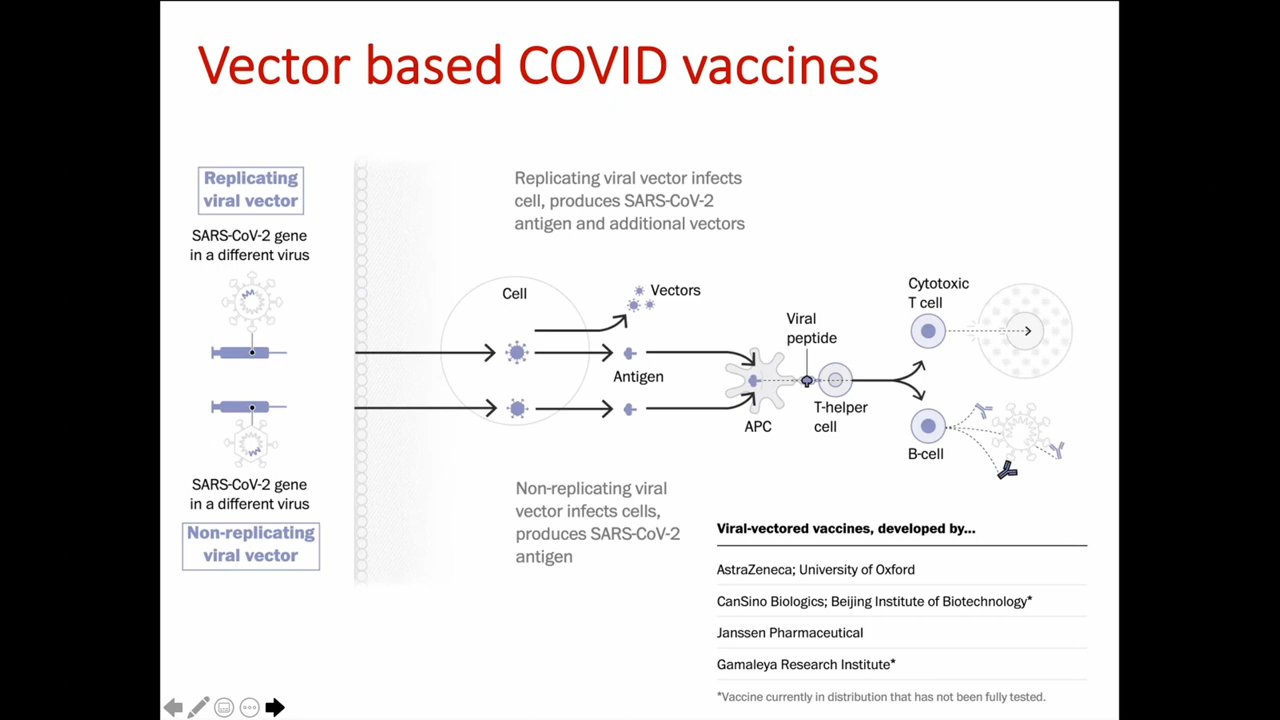 Vector based COVID vaccines
Replicating
viral vector
SARS-CoV-2 gene
in a different virus
Replicating viral vector infects
cell, produces SARS-CoV-2
antigen and additional vectors
Cell
Vectors
Antigen
Viral
peptide
APC
T-helper
cell
Cytotoxic
T cell
B-cell
SARS-CoV-2 gene
in a different virus
Non-replicating
viral vector
Non-replicating viral
vector infects cells,
produces SARS-CoV-2
antigen
Viral-vectored vaccines, developed by...
AstraZeneca; University of Oxford
CanSino Biologics; Beijing Institute of Biotechnology*
Janssen Pharmaceutical
Gamaleya Research Institute*
*Vaccine currently in distribution that has not been fully tested.